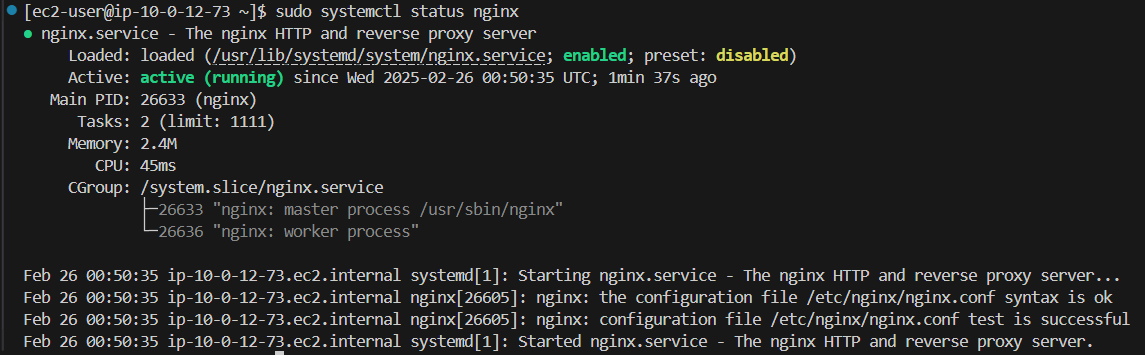 [ec2-user@ip-10-0-12-73 ~]$ sudo systemctl status nginx
● nginx.service - The nginx HTTP and reverse proxy server
     Loaded: loaded (/usr/lib/systemd/system/nginx.service; enabled; preset: disabled)
     Active: active (running) since Wed 2025-02-26 00:50:35 UTC; 1min 37s ago
   Main PID: 26633 (nginx)
      Tasks: 2 (limit: 1111)
     Memory: 2.4M
        CPU: 45ms
     CGroup: /system.slice/nginx.service
             ├─26633 "nginx: master process /usr/sbin/nginx"
             └─26636 "nginx: worker process"

Feb 26 00:50:35 ip-10-0-12-73.ec2.internal systemd[1]: Starting nginx.service - The nginx HTTP and reverse proxy server...
Feb 26 00:50:35 ip-10-0-12-73.ec2.internal nginx[26605]: nginx: the configuration file /etc/nginx/nginx.conf syntax is ok
Feb 26 00:50:35 ip-10-0-12-73.ec2.internal nginx[26605]: nginx: configuration file /etc/nginx/nginx.conf test is successful
Feb 26 00:50:35 ip-10-0-12-73.ec2.internal systemd[1]: Started nginx.service - The nginx HTTP and reverse proxy server.